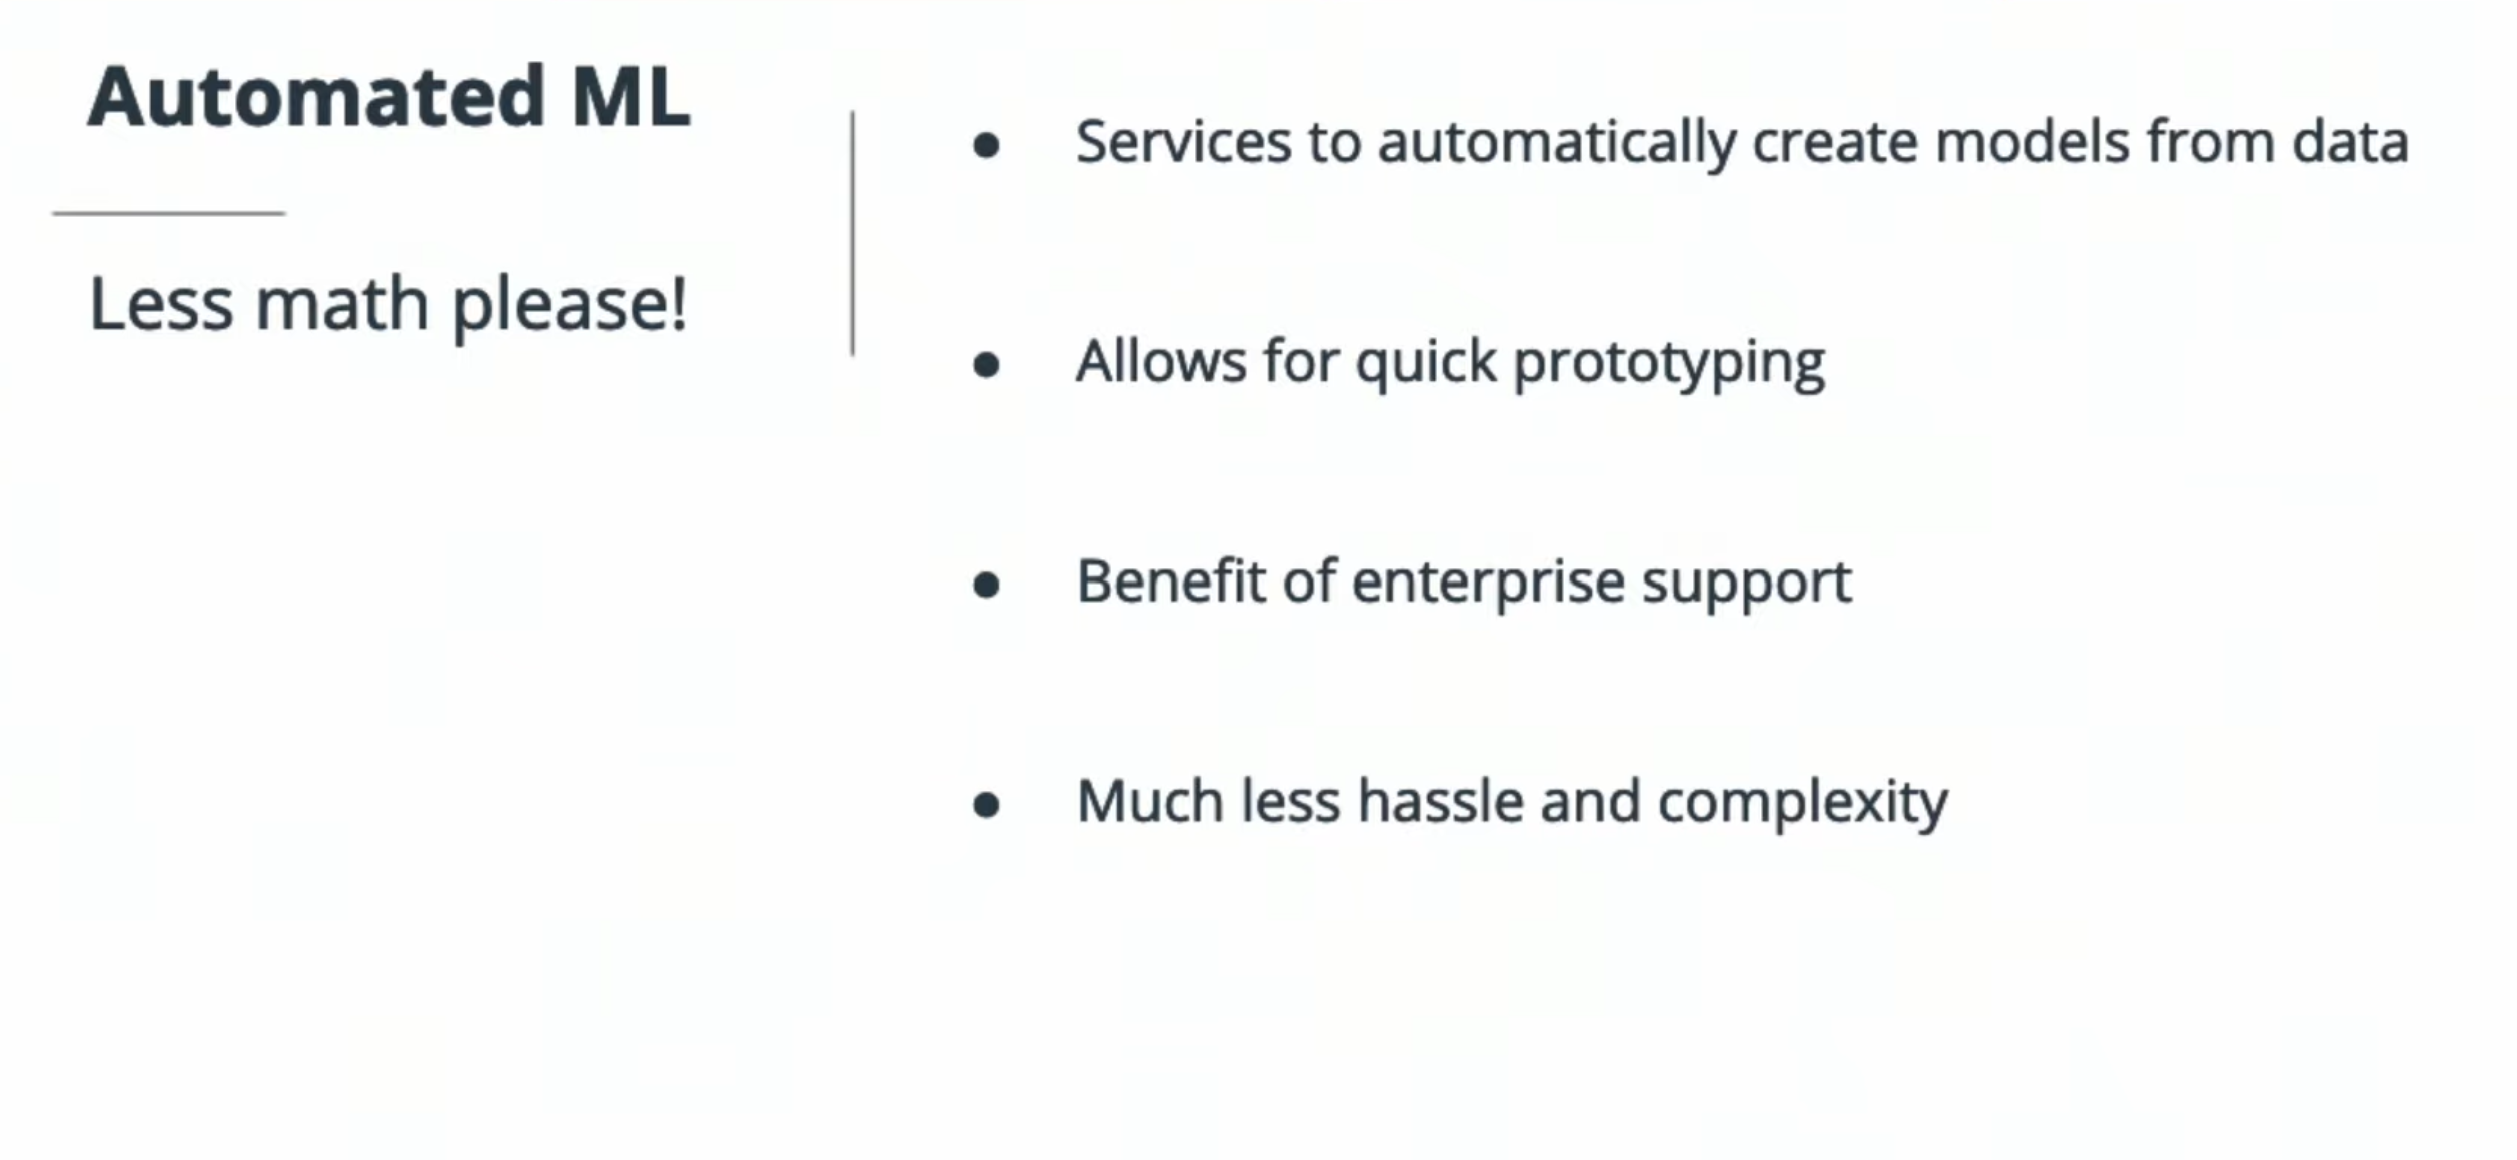 Automated ML
Less math please!
● Services to automatically create models from data
● Allows for quick prototyping
● Benefit of enterprise support
● Much less hassle and complexity